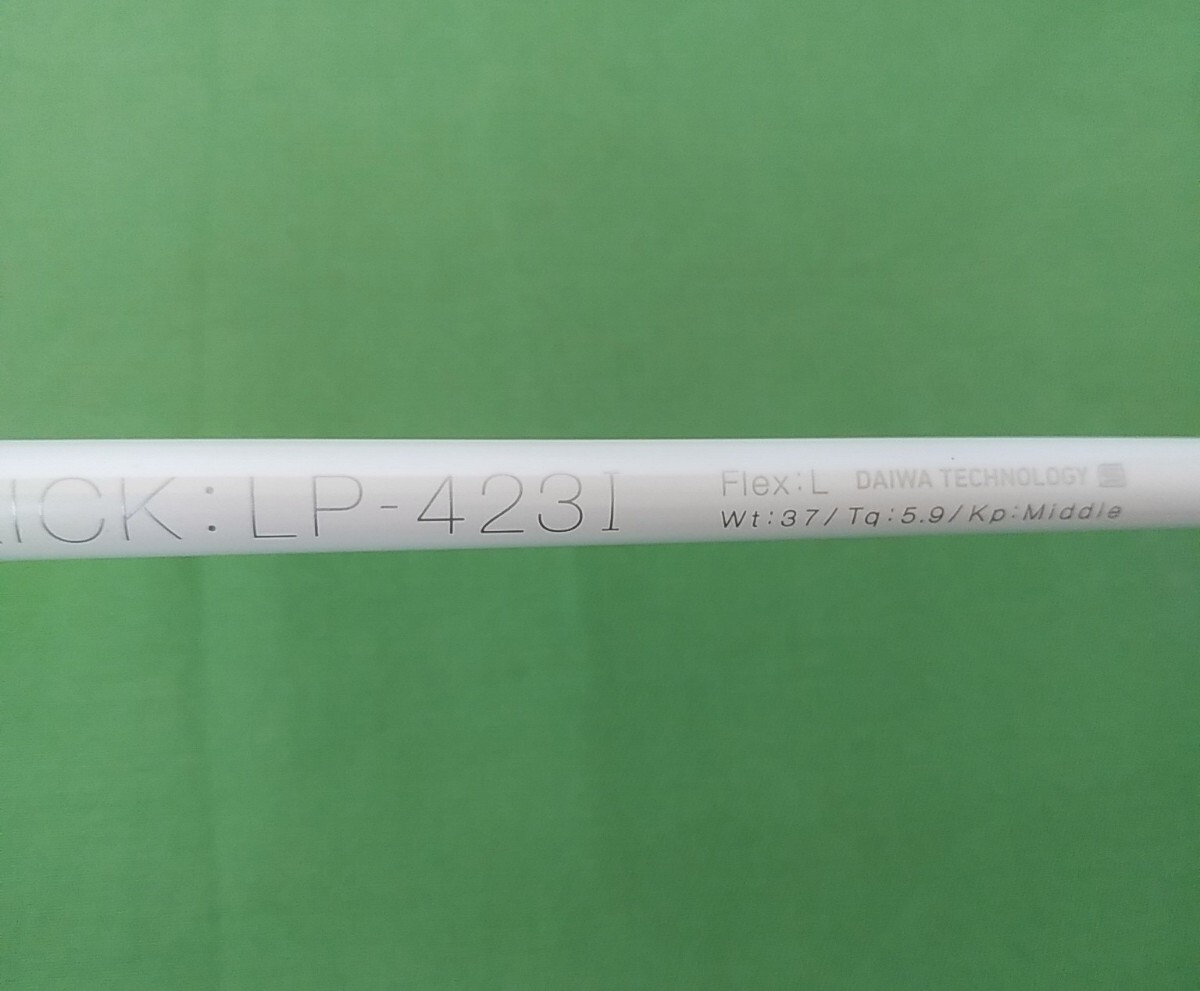 ICK:LP-423I
Flex:L DAIWA TECHNOLOGY
Wt:37/Tq:5.9/Kp:Middle